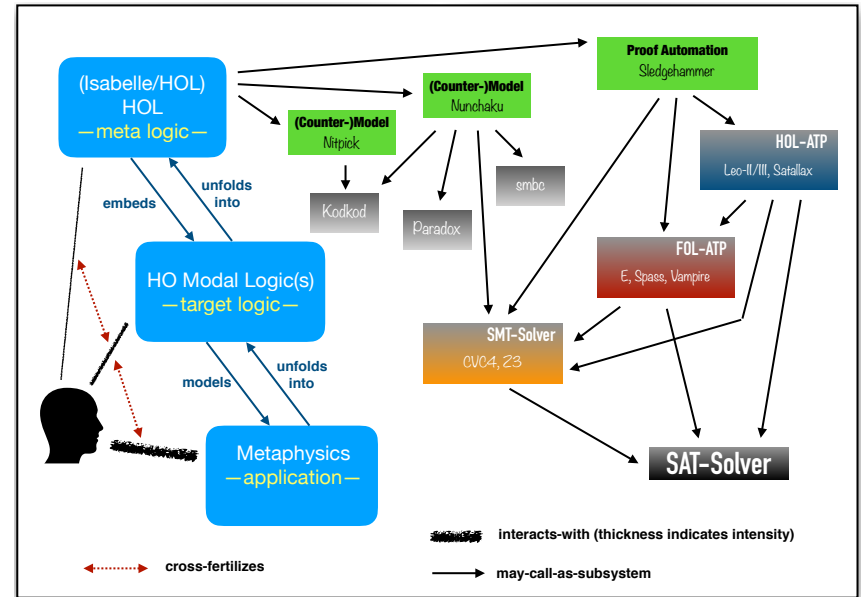 (Isabelle/HOL)
HOL
—meta logic—
embeds
unfolds
into
HO Modal Logic(s)
—target logic—
models
unfolds
into
Metaphysics
—application—
(Counter-)Model
Nitpick
(Counter-)Model
Nunchaku
Proof Automation
Sledgehammer
Kodkod
Paradox
smbc
HOL-ATP
Leo-II/III, Satallax
FOL-ATP
E, Spass, Vampire
SMT-Solver
CVC4, Z3
SAT-Solver
interacts-with (thickness indicates intensity)
cross-fertilizes
may-call-as-subsystem